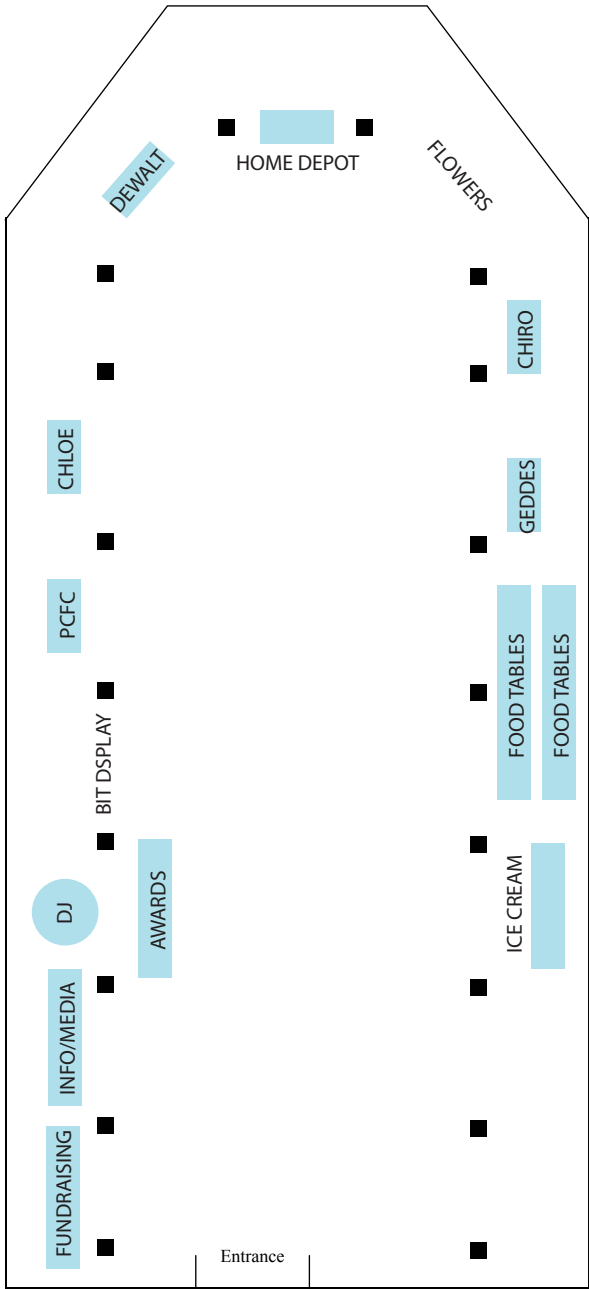 HOME DEPOT
DEWALT
FLOWERS
CHIRO
CHLOE
GEDDES
PCFC
FOOD TABLES
FOOD TABLES
BIT DSPLAY
DJ
AWARDS
ICE CREAM
INFO/MEDIA
FUNDRAISING
Entrance